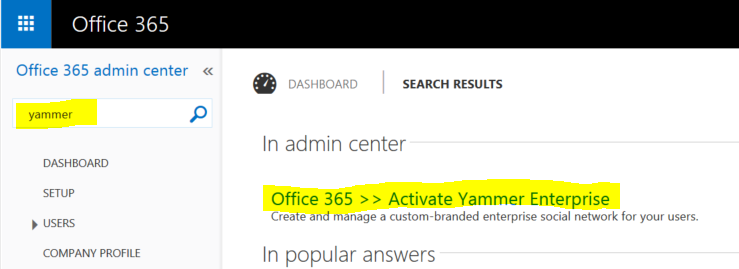 Office 365
Office 365 admin center «
yammer
DASHBOARD
SETUP
USERS
COMPANY PROFILE
DASHBOARD | SEARCH RESULTS
In admin center
Office 365 >> Activate Yammer Enterprise
Create and manage a custom-branded enterprise social network for your users.
In popular answers